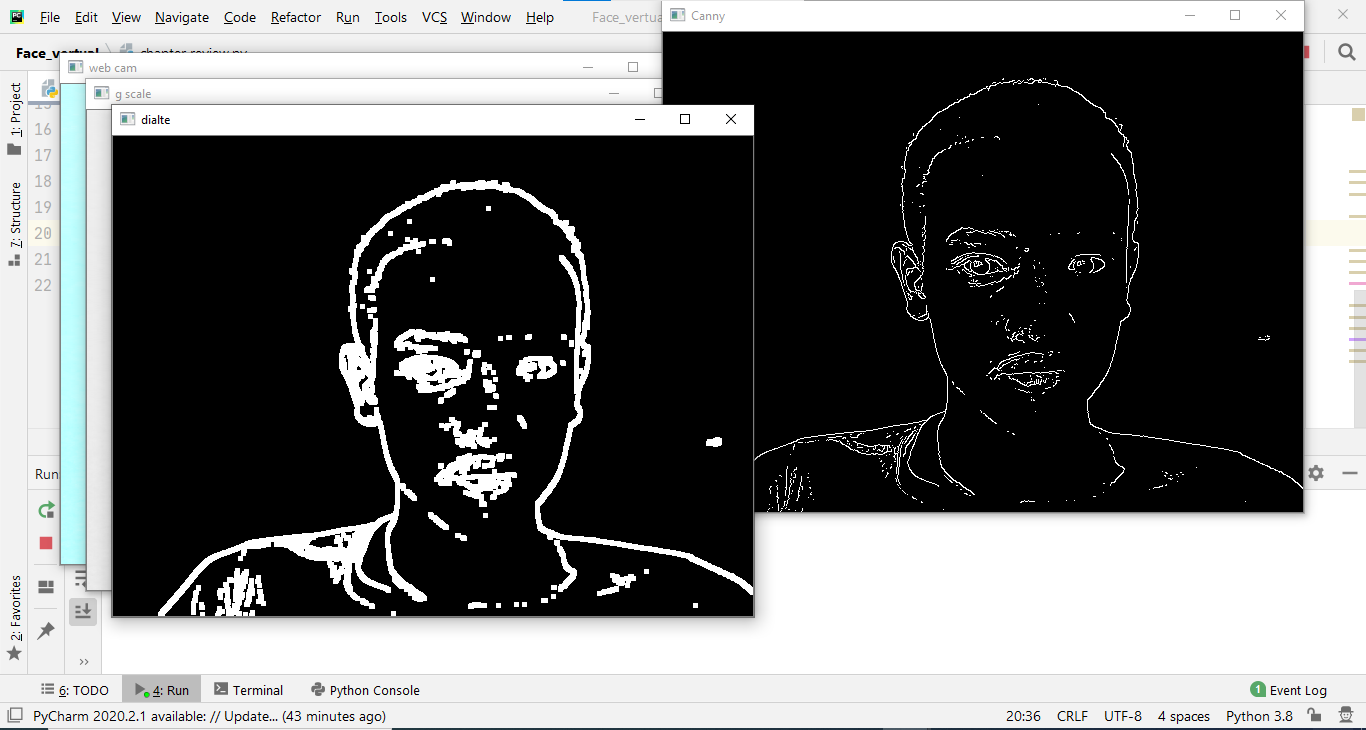 File Edit View Navigate Code Refactor Run Tools VCS Window Help Face_vertua
Canny
Face_vertual chapter review.py
web cam
g scale
dialte
1: Project
7: Structure
2: Favorites
16
17
18
19
20
21
22
Run
6: TODO 4: Run Terminal Python Console 1 Event Log
PyCharm 2020.2.1 available: // Update... (43 minutes ago) 20:36 CRLF UTF-8 4 spaces Python 3.8